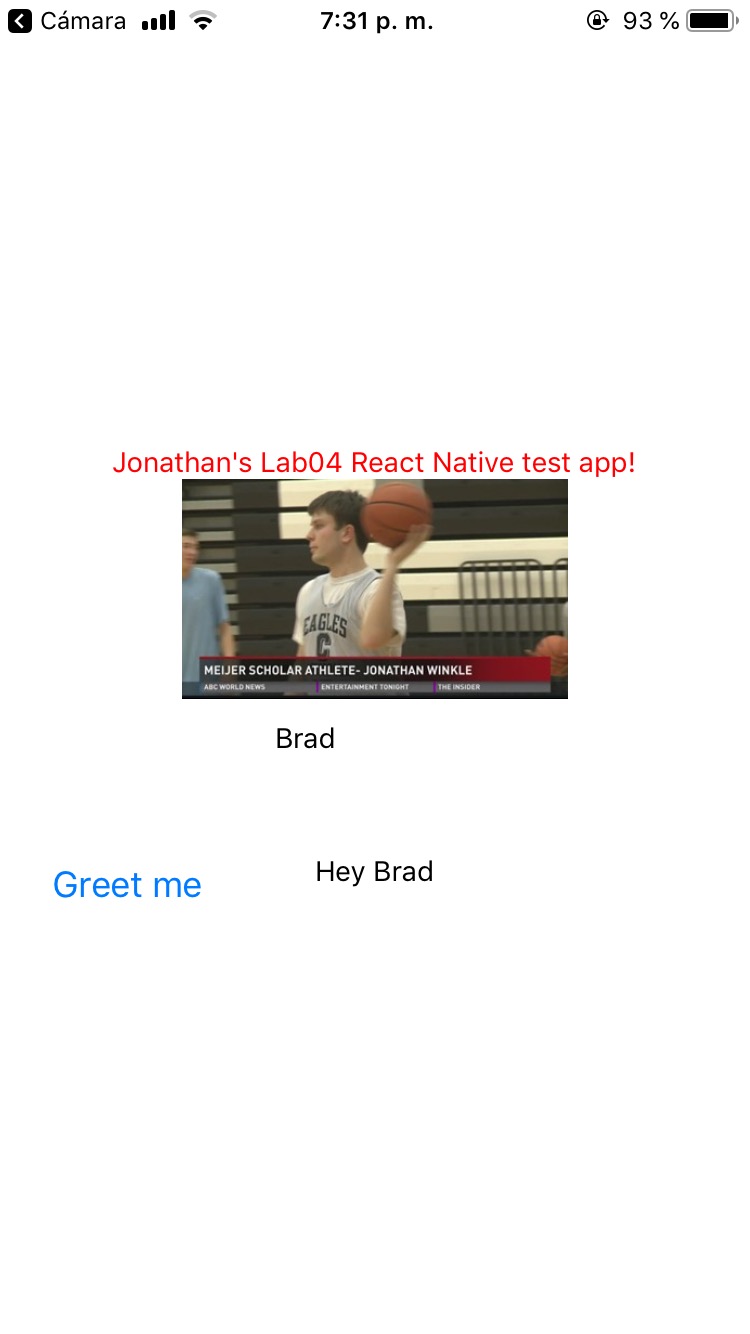 Cámara 7:31 p. m. 93 %
Jonathan's Lab04 React Native test app!
EAGLES
C
MEIJER SCHOLAR ATHLETE- JONATHAN WINKLE
ABC WORLD NEWS ENTERTAINMENT TONIGHT THE INSIDER
Brad
Greet me Hey Brad